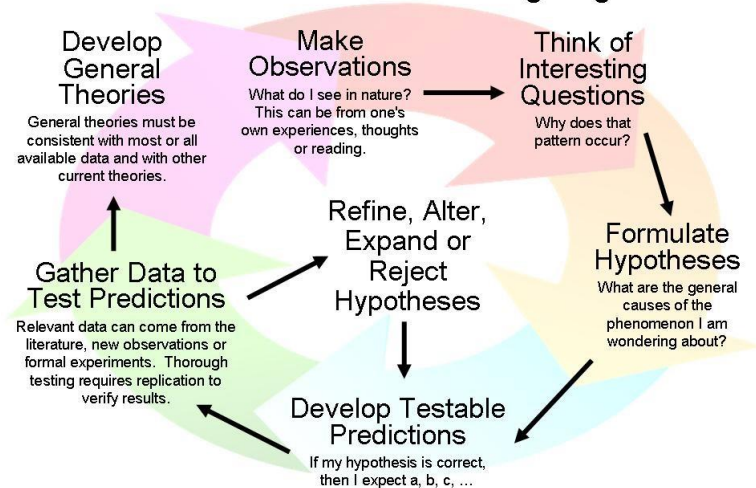 Make
Observations
What do I see in nature?
This can be from one's
own experiences, thoughts
or reading.
Think of
Interesting
Questions
Why does that
pattern occur?
Formulate
Hypotheses
What are the general
causes of the
phenomenon I am
wondering about?
Develop Testable
Predictions
If my hypothesis is correct,
then I expect a, b, c, ...
Gather Data to
Test Predictions
Relevant data can come from the
literature, new observations or
formal experiments. Thorough
testing requires replication to
verify results.
Refine, Alter,
Expand or
Reject
Hypotheses
Develop
General
Theories
General theories must be
consistent with most or all
available data and with other
current theories.